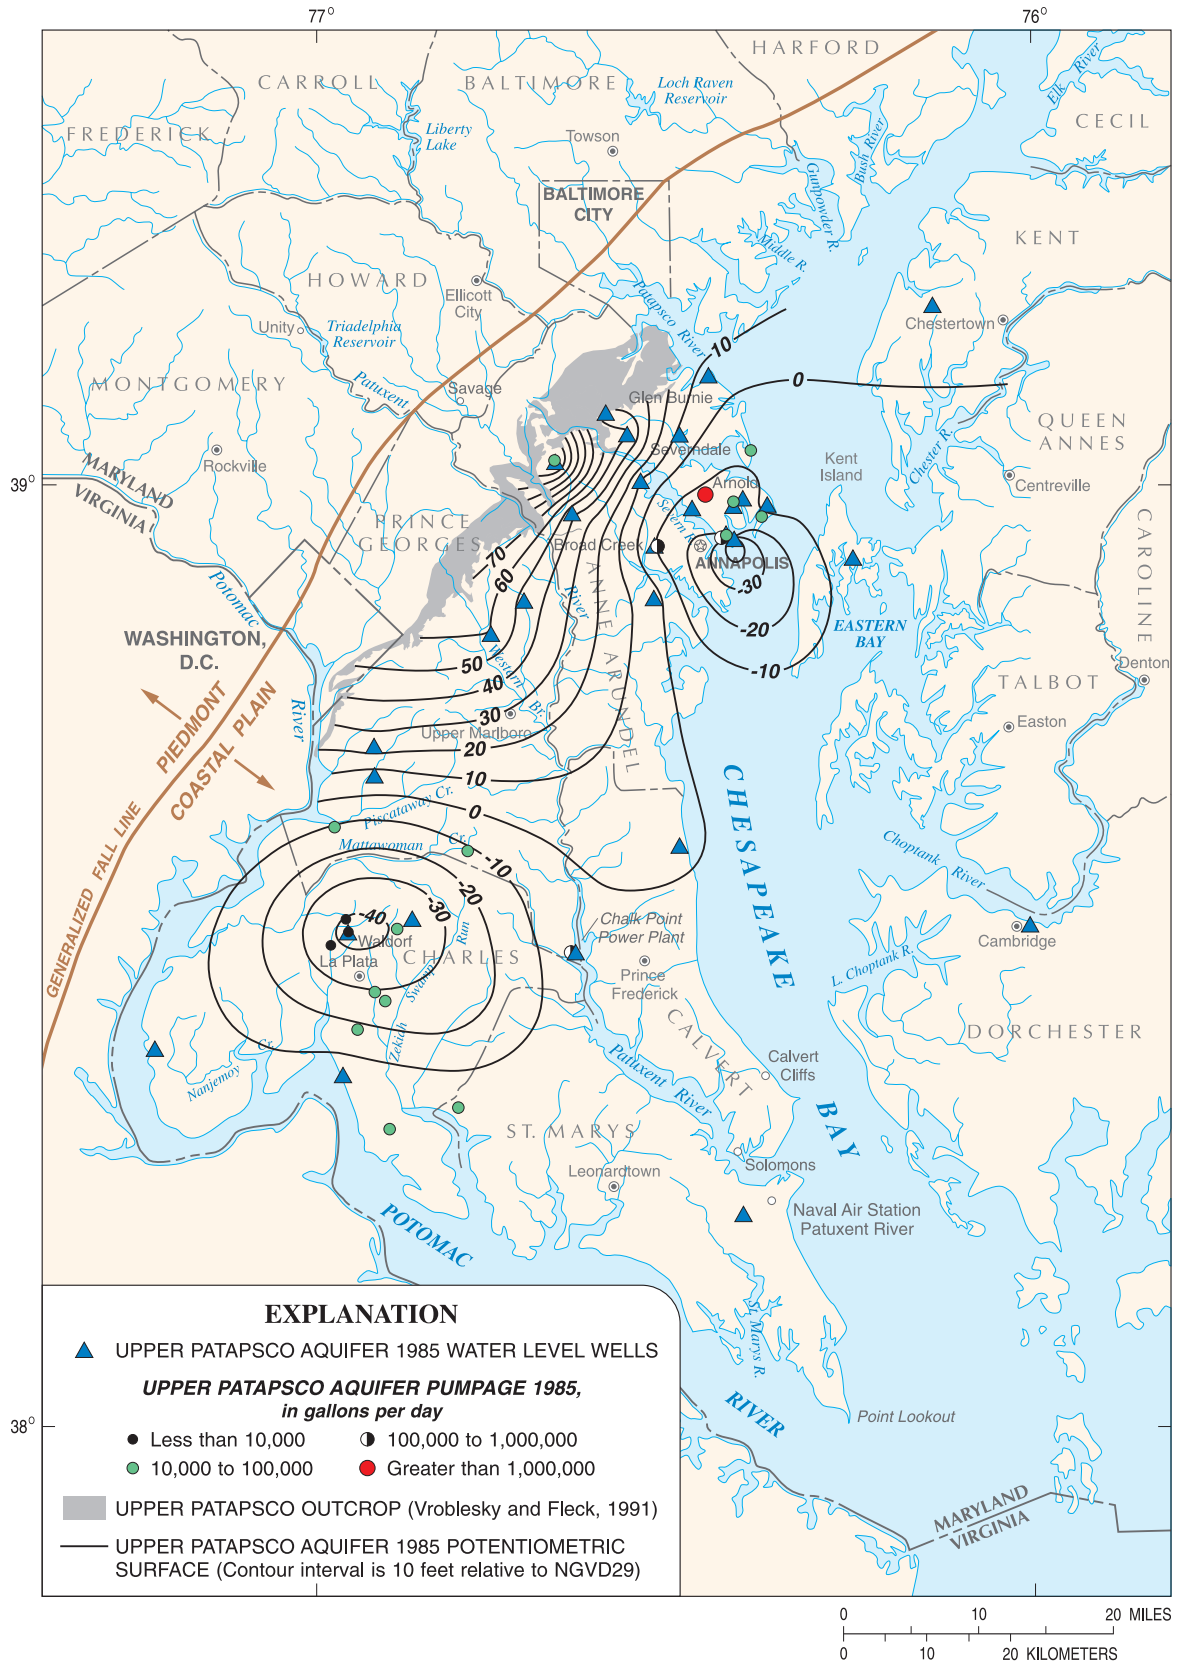 77°
76°
HARFORD
CARROLL
BALTIMORE
Loch Raven
Reservoir
Elk River
CECIL
FREDERICK
Liberty
Lake
Towson
Bush River
Gunpowder R.
BALTIMORE
CITY
KENT
Middle R.
HOWARD
Ellicott
City
Patapsco River
Chestertown
Unity
Triadelphia
Reservoir
10
0
MONTGOMERY
Patuxent
Savage
Glen Burnie
QUEEN
ANNES
Chester R.
Severndale
Kent
Island
Rockville
39°
MARYLAND
VIRGINIA
Arnold
Centreville
Severn R.
PRINCE
GEORGES
CAROLINE
Broad Creek
ANNAPOLIS
70
60
-30
Potomac
River
ANNE ARUNDEL
-20
EASTERN
BAY
WASHINGTON,
D.C.
Western Br.
50
-10
Denton
TALBOT
40
PIEDMONT
COASTAL PLAIN
River
30
Upper Marlboro
Easton
20
10
CHESAPEAKE
BAY
Piscataway Cr.
0
GENERALIZED FALL LINE
Mattawoman Cr.
-10
Choptank River
-20
-30
-40
Chalk Point
Power Plant
Waldorf
Cambridge
La Plata
CHARLES
Zekiah Swamp Run
Prince
Frederick
L. Choptank R.
CALVERT
DORCHESTER
Nanjemoy Cr.
Patuxent River
Calvert
Cliffs
ST. MARYS
Leonardtown
Solomons
Naval Air Station
Patuxent River
POTOMAC
RIVER
St. Marys R.
Point Lookout
38°
MARYLAND
VIRGINIA
EXPLANATION
UPPER PATAPSCO AQUIFER 1985 WATER LEVEL WELLS
UPPER PATAPSCO AQUIFER PUMPAGE 1985,
in gallons per day
Less than 10,000
100,000 to 1,000,000
10,000 to 100,000
Greater than 1,000,000
UPPER PATAPSCO OUTCROP (Vroblesky and Fleck, 1991)
UPPER PATAPSCO AQUIFER 1985 POTENTIOMETRIC
SURFACE (Contour interval is 10 feet relative to NGVD29)
0 10 20 MILES
0 10 20 KILOMETERS